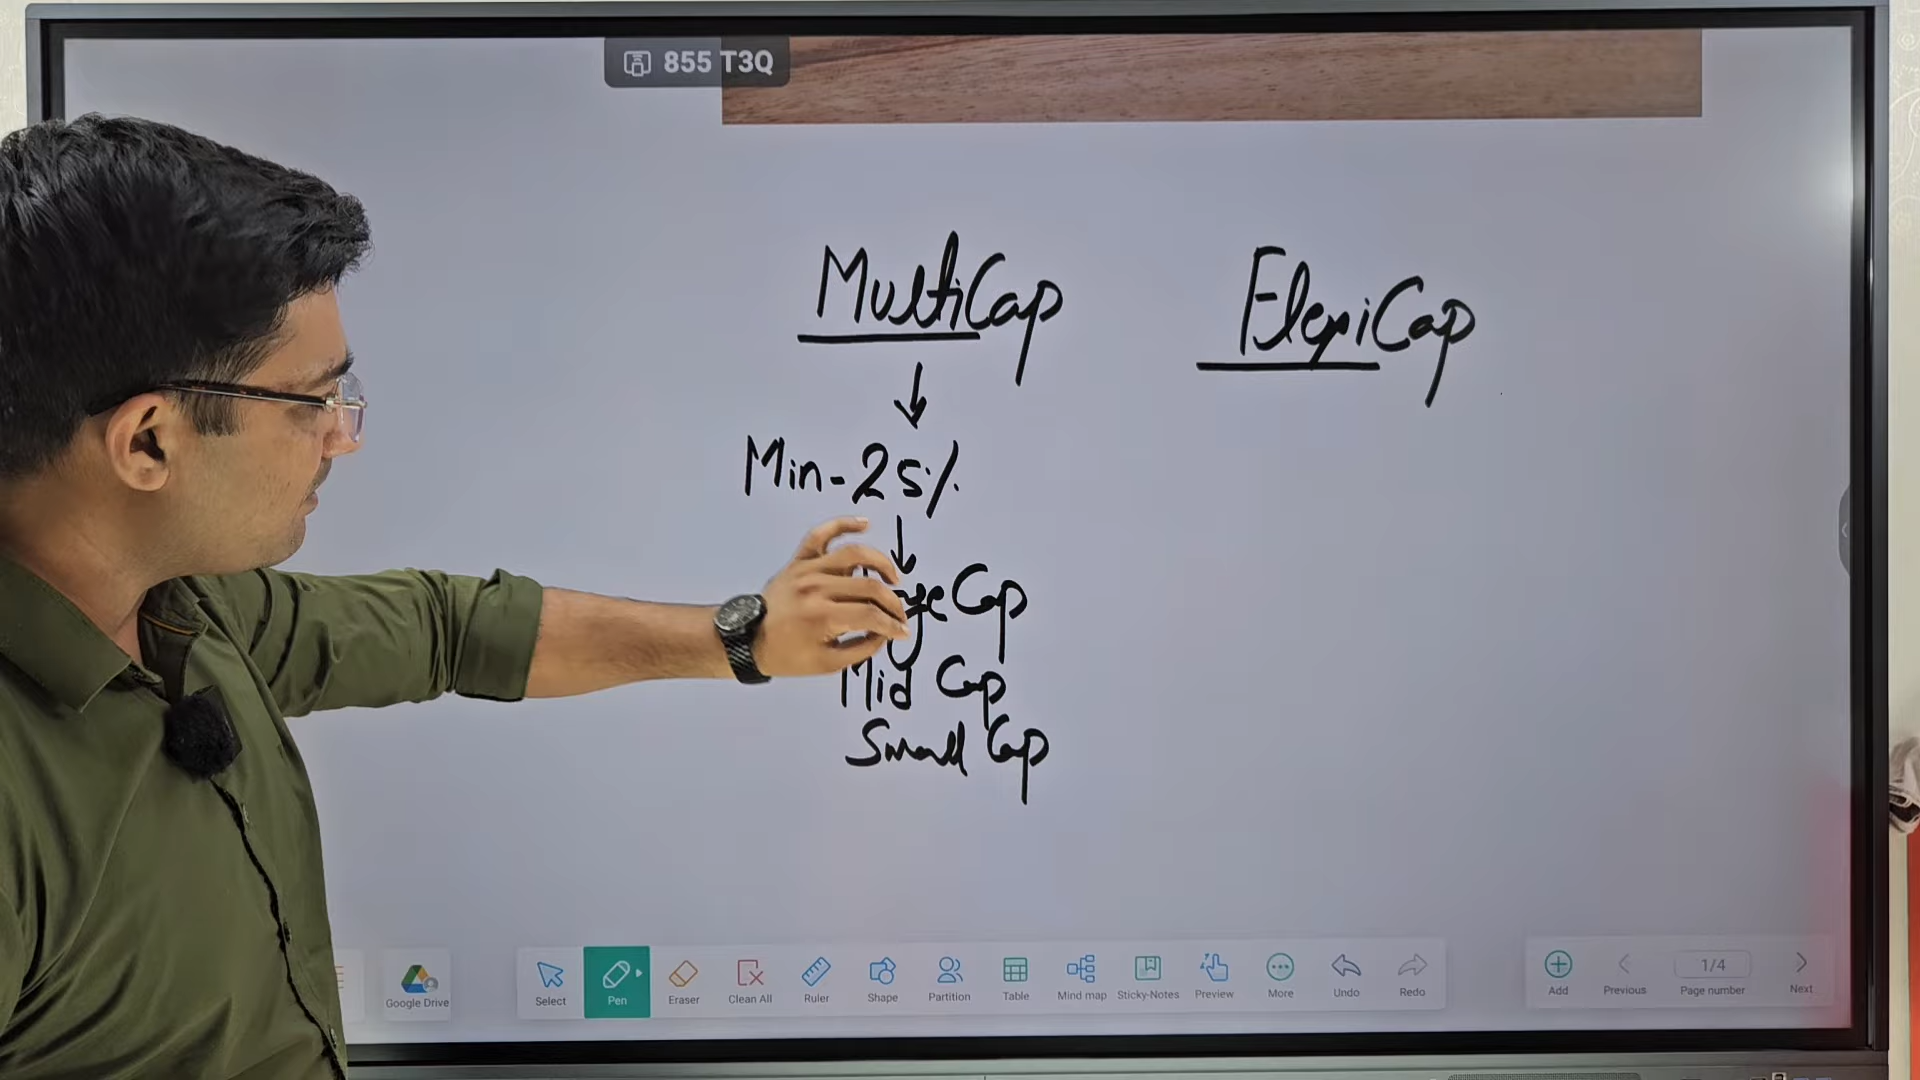 855 T3Q
MultiCap
FlexiCap
Min-25%
Cap
Mid Cap
Small Cap
Google Drive
Select
Pen
Eraser
Clean All
Ruler
Shape
Partition
Table
Mind map
Sticky-Notes
Preview
More
Undo
Redo
Add
Previous
1/4
Page number
Next